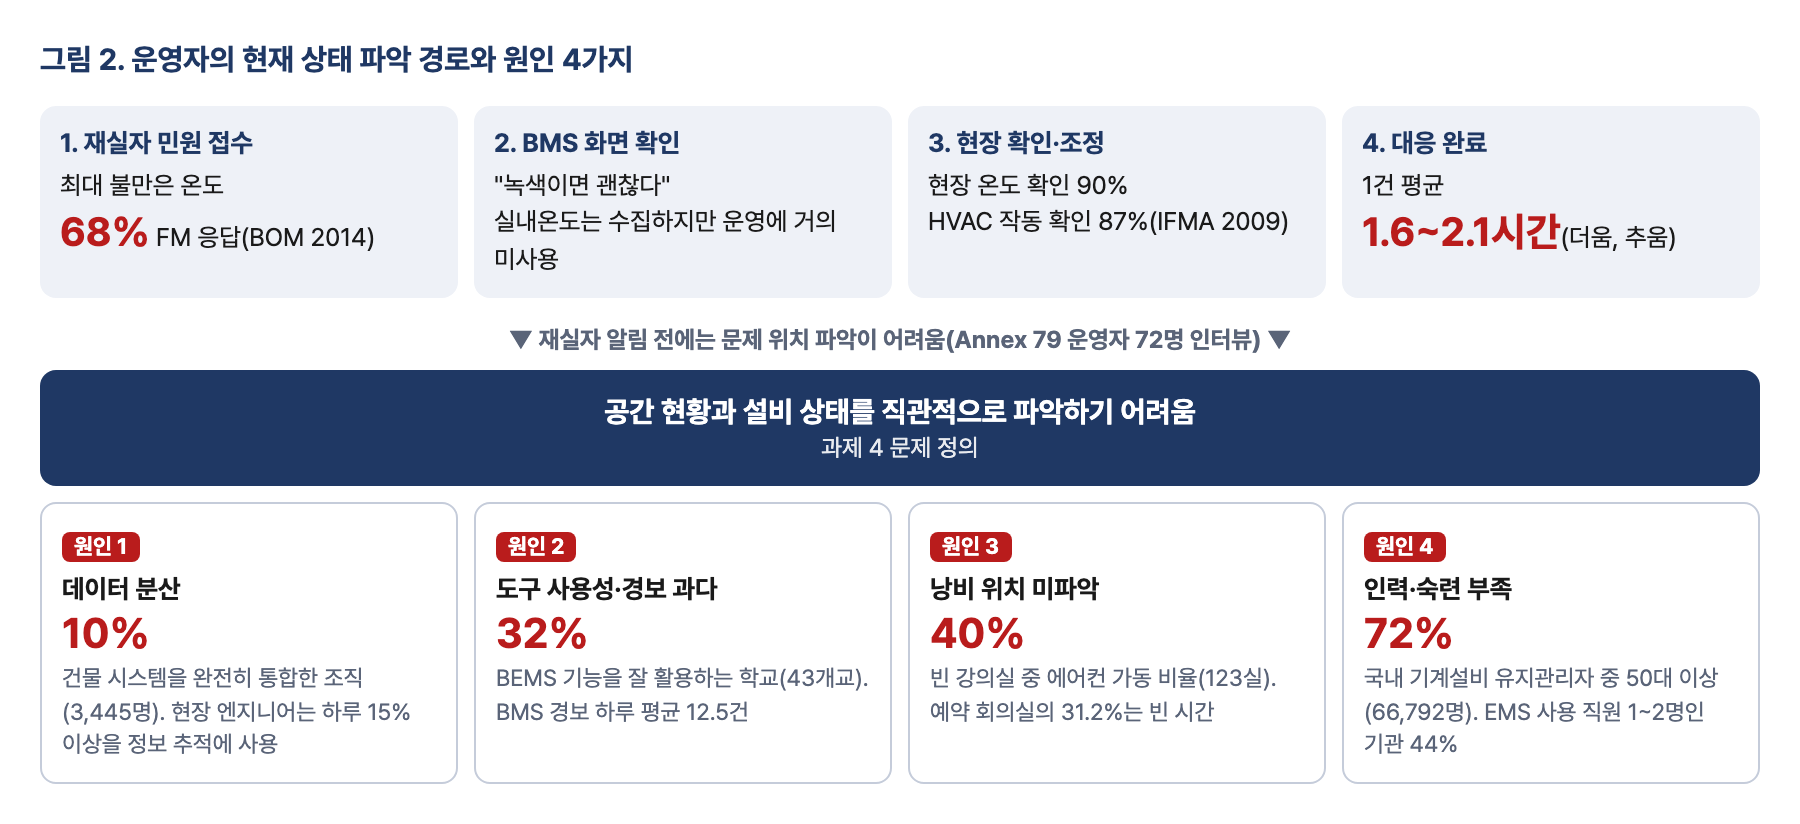 그림 2. 운영자의 현재 상태 파악 경로와 원인 4가지
1. 재실자 민원 접수
최대 불만은 온도
68% FM 응답(BOM 2014)
2. BMS 화면 확인
"녹색이면 괜찮다"
실내온도는 수집하지만 운영에 거의
미사용
3. 현장 확인·조정
현장 온도 확인 90%
HVAC 작동 확인 87%(IFMA 2009)
4. 대응 완료
1건 평균
1.6~2.1시간(더움, 추움)
▼ 재실자 알림 전에는 문제 위치 파악이 어려움(Annex 79 운영자 72명 인터뷰) ▼
공간 현황과 설비 상태를 직관적으로 파악하기 어려움
과제 4 문제 정의
원인 1
데이터 분산
10%
건물 시스템을 완전히 통합한 조직
(3,445명). 현장 엔지니어는 하루 15%
이상을 정보 추적에 사용
원인 2
도구 사용성·경보 과다
32%
BEMS 기능을 잘 활용하는 학교(43개교).
BMS 경보 하루 평균 12.5건
원인 3
낭비 위치 미파악
40%
빈 강의실 중 에어컨 가동 비율(123실).
예약 회의실의 31.2%는 빈 시간
원인 4
인력·숙련 부족
72%
국내 기계설비 유지관리자 중 50대 이상
(66,792명). EMS 사용 직원 1~2명인
기관 44%